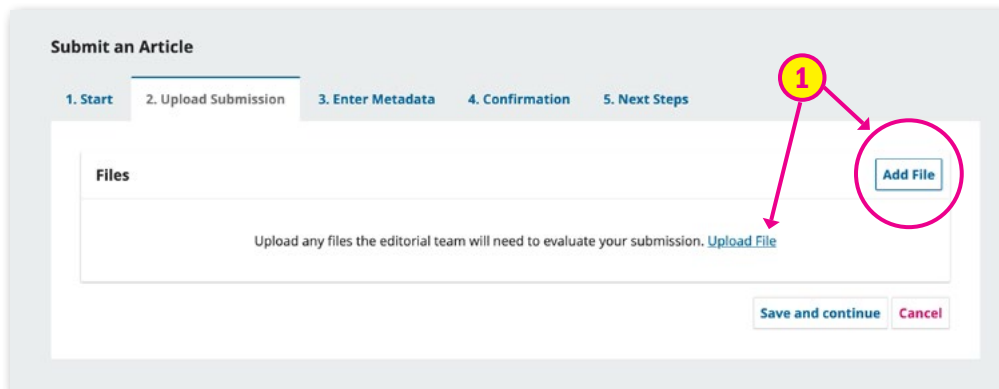 Submit an Article
1. Start 2. Upload Submission 3. Enter Metadata 4. Confirmation 5. Next Steps
1
Files Add File
Upload any files the editorial team will need to evaluate your submission. Upload File
Save and continue Cancel